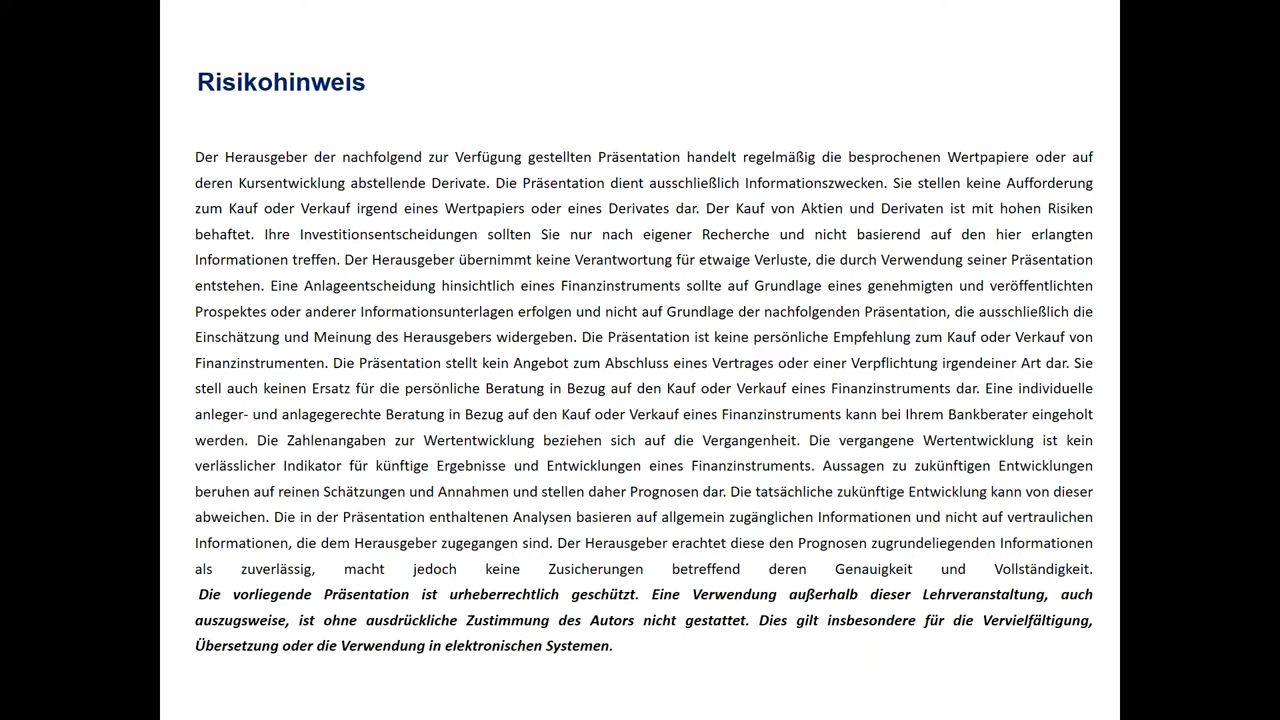 Risikohinweis
Der Herausgeber der nachfolgend zur Verfügung gestellten Präsentation handelt regelmäßig die besprochenen Wertpapiere oder auf
deren Kursentwicklung abstellende Derivate. Die Präsentation dient ausschließlich Informationszwecken. Sie stellen keine Aufforderung
zum Kauf oder Verkauf irgend eines Wertpapiers oder eines Derivates dar. Der Kauf von Aktien und Derivaten ist mit hohen Risiken
behaftet. Ihre Investitionsentscheidungen sollten Sie nur nach eigener Recherche und nicht basierend auf den hier erlangten
Informationen treffen. Der Herausgeber übernimmt keine Verantwortung für etwaige Verluste, die durch Verwendung seiner Präsentation
entstehen. Eine Anlageentscheidung hinsichtlich eines Finanzinstruments sollte auf Grundlage eines genehmigten und veröffentlichten
Prospektes oder anderer Informationsunterlagen erfolgen und nicht auf Grundlage der nachfolgenden Präsentation, die ausschließlich die
Einschätzung und Meinung des Herausgebers widergeben. Die Präsentation ist keine persönliche Empfehlung zum Kauf oder Verkauf von
Finanzinstrumenten. Die Präsentation stellt kein Angebot zum Abschluss eines Vertrages oder einer Verpflichtung irgendeiner Art dar. Sie
stell auch keinen Ersatz für die persönliche Beratung in Bezug auf den Kauf oder Verkauf eines Finanzinstruments dar. Eine individuelle
anleger- und anlagegerechte Beratung in Bezug auf den Kauf oder Verkauf eines Finanzinstruments kann bei Ihrem Bankberater eingeholt
werden. Die Zahlenangaben zur Wertentwicklung beziehen sich auf die Vergangenheit. Die vergangene Wertentwicklung ist kein
verlässlicher Indikator für künftige Ergebnisse und Entwicklungen eines Finanzinstruments. Aussagen zu zukünftigen Entwicklungen
beruhen auf reinen Schätzungen und Annahmen und stellen daher Prognosen dar. Die tatsächliche zukünftige Entwicklung kann von dieser
abweichen. Die in der Präsentation enthaltenen Analysen basieren auf allgemein zugänglichen Informationen und nicht auf vertraulichen
Informationen, die dem Herausgeber zugegangen sind. Der Herausgeber erachtet diese den Prognosen zugrundeliegenden Informationen
als zuverlässig, macht jedoch keine Zusicherungen betreffend deren Genauigkeit und Vollständigkeit.
Die vorliegende Präsentation ist urheberrechtlich geschützt. Eine Verwendung außerhalb dieser Lehrveranstaltung, auch
auszugsweise, ist ohne ausdrückliche Zustimmung des Autors nicht gestattet. Dies gilt insbesondere für die Vervielfältigung,
Übersetzung oder die Verwendung in elektronischen Systemen.